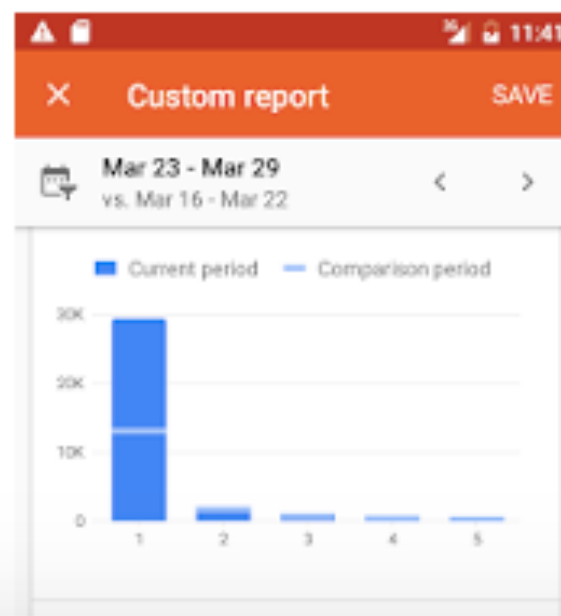 3G 11:41
Custom report SAVE
Mar 23 - Mar 29
vs. Mar 16 - Mar 22
Current period Comparison period
30K
20K
10K
0
1 2 3 4 5